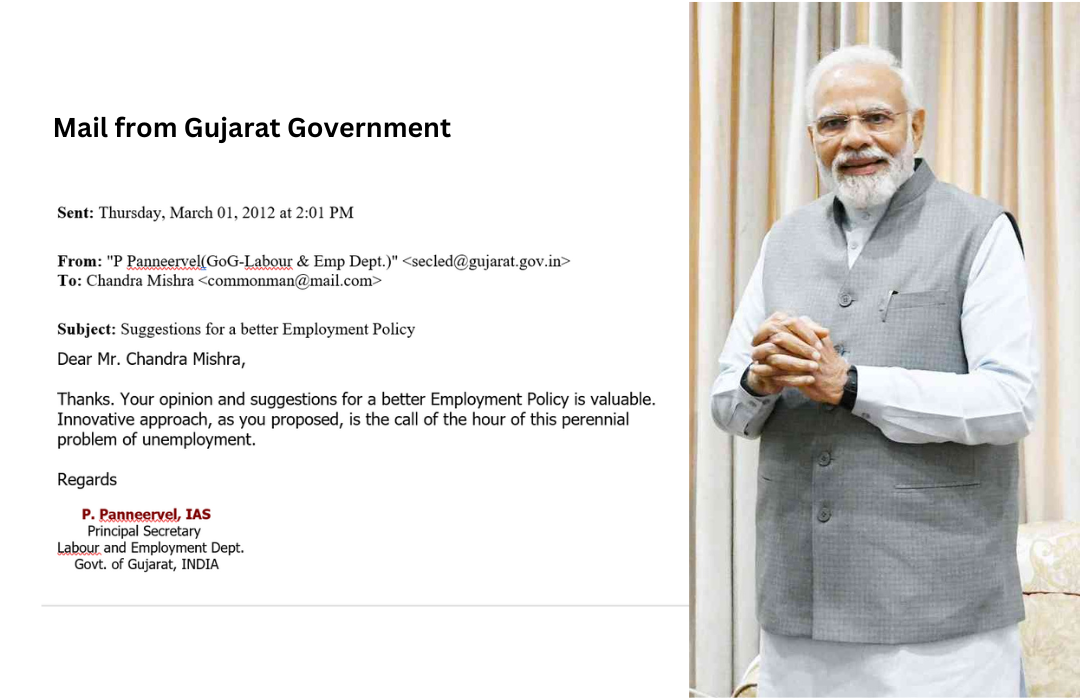 Mail from Gujarat Government
Sent: Thursday, March 01, 2012 at 2:01 PM
From: "P Panneervel(GoG-Labour & Emp Dept.)" <secled@gujarat.gov.in>
To: Chandra Mishra <commonman@mail.com>
Subject: Suggestions for a better Employment Policy
Dear Mr. Chandra Mishra,
Thanks. Your opinion and suggestions for a better Employment Policy is valuable.
Innovative approach, as you proposed, is the call of the hour of this perennial
problem of unemployment.
Regards
P. Panneervel, IAS
Principal Secretary
Labour and Employment Dept.
Govt. of Gujarat, INDIA